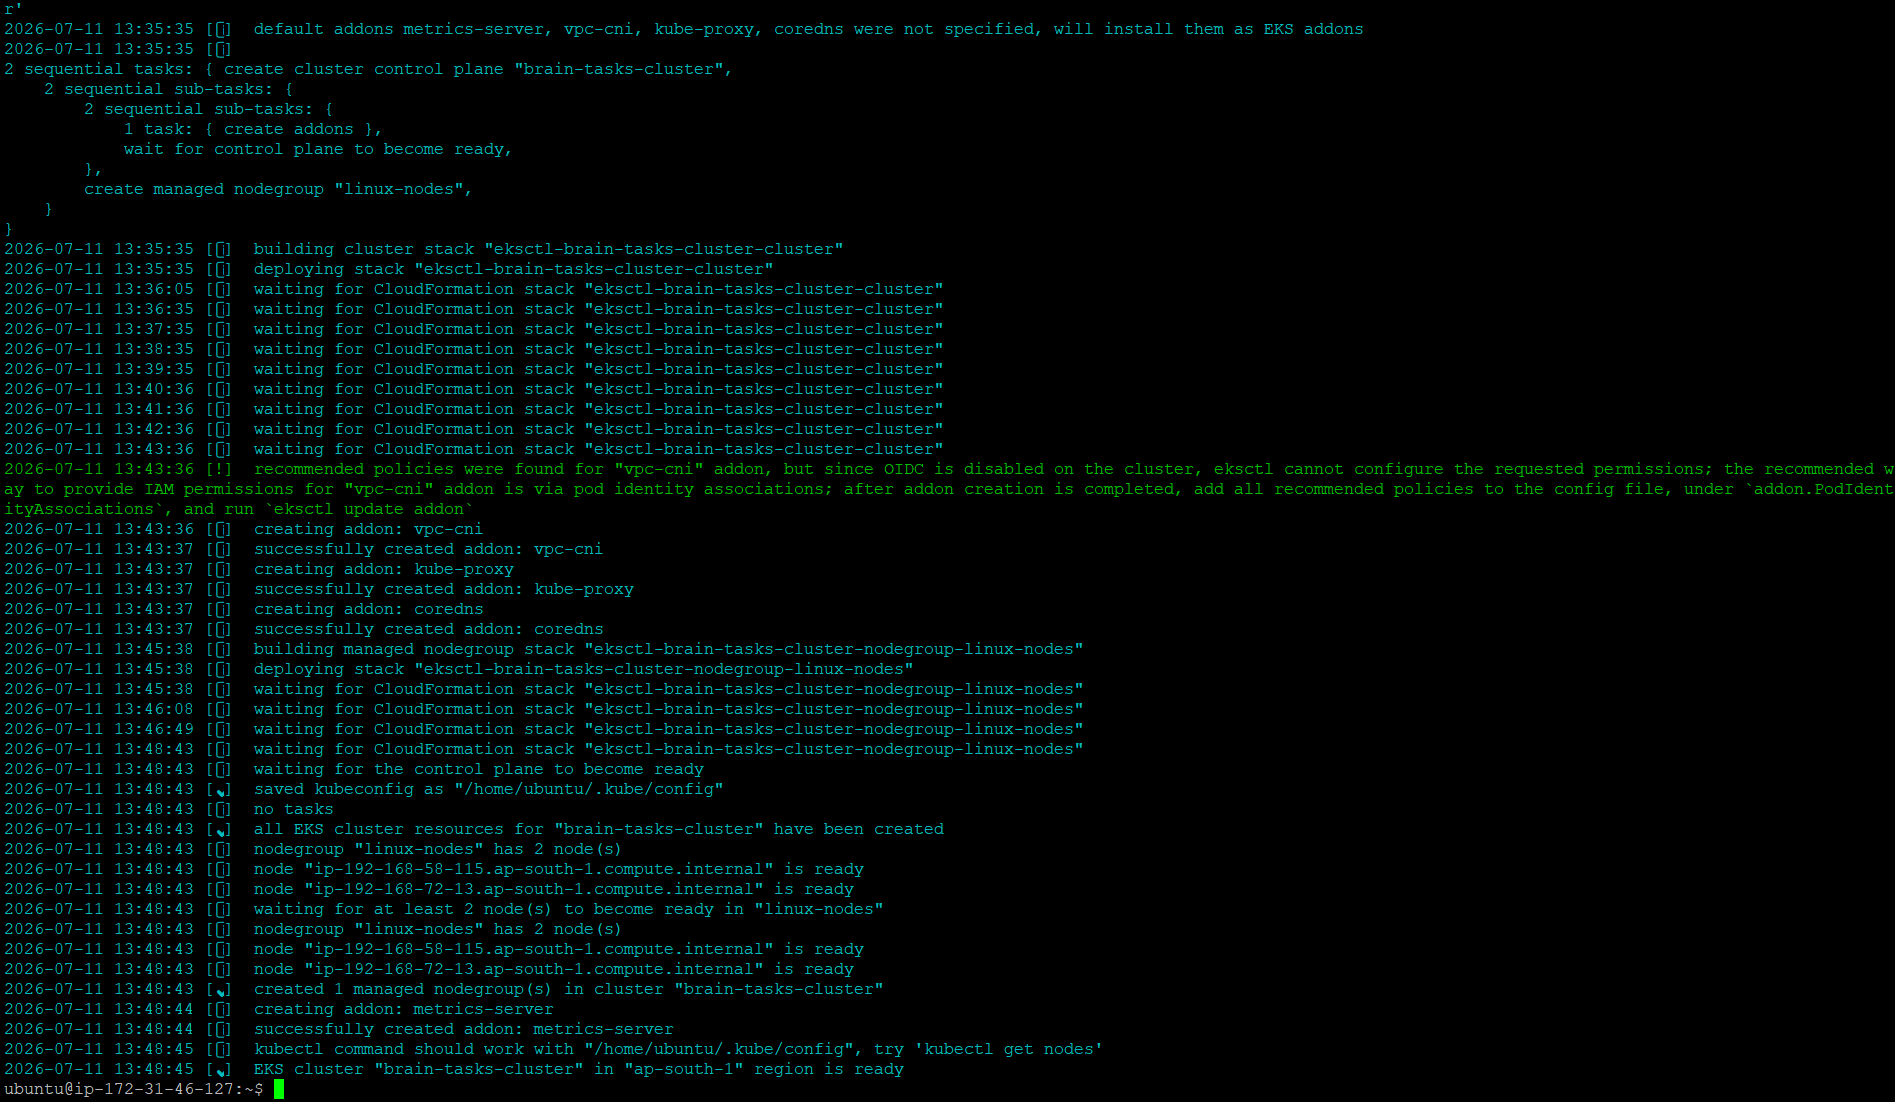 r'
2026-07-11 13:35:35 [ℹ]  default addons metrics-server, vpc-cni, kube-proxy, coredns were not specified, will install them as EKS addons
2026-07-11 13:35:35 [ℹ]
2 sequential tasks: { create cluster control plane "brain-tasks-cluster",
    2 sequential sub-tasks: {
        2 sequential sub-tasks: {
            1 task: { create addons },
            wait for control plane to become ready,
        },
        create managed nodegroup "linux-nodes",
    }
}
2026-07-11 13:35:35 [ℹ]  building cluster stack "eksctl-brain-tasks-cluster-cluster"
2026-07-11 13:35:35 [ℹ]  deploying stack "eksctl-brain-tasks-cluster-cluster"
2026-07-11 13:36:05 [ℹ]  waiting for CloudFormation stack "eksctl-brain-tasks-cluster-cluster"
2026-07-11 13:36:35 [ℹ]  waiting for CloudFormation stack "eksctl-brain-tasks-cluster-cluster"
2026-07-11 13:37:35 [ℹ]  waiting for CloudFormation stack "eksctl-brain-tasks-cluster-cluster"
2026-07-11 13:38:35 [ℹ]  waiting for CloudFormation stack "eksctl-brain-tasks-cluster-cluster"
2026-07-11 13:39:35 [ℹ]  waiting for CloudFormation stack "eksctl-brain-tasks-cluster-cluster"
2026-07-11 13:40:36 [ℹ]  waiting for CloudFormation stack "eksctl-brain-tasks-cluster-cluster"
2026-07-11 13:41:36 [ℹ]  waiting for CloudFormation stack "eksctl-brain-tasks-cluster-cluster"
2026-07-11 13:42:36 [ℹ]  waiting for CloudFormation stack "eksctl-brain-tasks-cluster-cluster"
2026-07-11 13:43:36 [ℹ]  waiting for CloudFormation stack "eksctl-brain-tasks-cluster-cluster"
2026-07-11 13:43:36 [!]  recommended policies were found for "vpc-cni" addon, but since OIDC is disabled on the cluster, eksctl cannot configure the requested permissions; the recommended w
ay to provide IAM permissions for "vpc-cni" addon is via pod identity associations; after addon creation is completed, add all recommended policies to the config file, under `addon.PodIdent
ityAssociations`, and run `eksctl update addon`
2026-07-11 13:43:36 [ℹ]  creating addon: vpc-cni
2026-07-11 13:43:37 [ℹ]  successfully created addon: vpc-cni
2026-07-11 13:43:37 [ℹ]  creating addon: kube-proxy
2026-07-11 13:43:37 [ℹ]  successfully created addon: kube-proxy
2026-07-11 13:43:37 [ℹ]  creating addon: coredns
2026-07-11 13:43:37 [ℹ]  successfully created addon: coredns
2026-07-11 13:45:38 [ℹ]  building managed nodegroup stack "eksctl-brain-tasks-cluster-nodegroup-linux-nodes"
2026-07-11 13:45:38 [ℹ]  deploying stack "eksctl-brain-tasks-cluster-nodegroup-linux-nodes"
2026-07-11 13:45:38 [ℹ]  waiting for CloudFormation stack "eksctl-brain-tasks-cluster-nodegroup-linux-nodes"
2026-07-11 13:46:08 [ℹ]  waiting for CloudFormation stack "eksctl-brain-tasks-cluster-nodegroup-linux-nodes"
2026-07-11 13:46:49 [ℹ]  waiting for CloudFormation stack "eksctl-brain-tasks-cluster-nodegroup-linux-nodes"
2026-07-11 13:48:43 [ℹ]  waiting for CloudFormation stack "eksctl-brain-tasks-cluster-nodegroup-linux-nodes"
2026-07-11 13:48:43 [ℹ]  waiting for the control plane to become ready
2026-07-11 13:48:43 [✔]  saved kubeconfig as "/home/ubuntu/.kube/config"
2026-07-11 13:48:43 [ℹ]  no tasks
2026-07-11 13:48:43 [✔]  all EKS cluster resources for "brain-tasks-cluster" have been created
2026-07-11 13:48:43 [ℹ]  nodegroup "linux-nodes" has 2 node(s)
2026-07-11 13:48:43 [ℹ]  node "ip-192-168-58-115.ap-south-1.compute.internal" is ready
2026-07-11 13:48:43 [ℹ]  node "ip-192-168-72-13.ap-south-1.compute.internal" is ready
2026-07-11 13:48:43 [ℹ]  waiting for at least 2 node(s) to become ready in "linux-nodes"
2026-07-11 13:48:43 [ℹ]  nodegroup "linux-nodes" has 2 node(s)
2026-07-11 13:48:43 [ℹ]  node "ip-192-168-58-115.ap-south-1.compute.internal" is ready
2026-07-11 13:48:43 [ℹ]  node "ip-192-168-72-13.ap-south-1.compute.internal" is ready
2026-07-11 13:48:43 [✔]  created 1 managed nodegroup(s) in cluster "brain-tasks-cluster"
2026-07-11 13:48:44 [ℹ]  creating addon: metrics-server
2026-07-11 13:48:44 [ℹ]  successfully created addon: metrics-server
2026-07-11 13:48:45 [ℹ]  kubectl command should work with "/home/ubuntu/.kube/config", try 'kubectl get nodes'
2026-07-11 13:48:45 [✔]  EKS cluster "brain-tasks-cluster" in "ap-south-1" region is ready
ubuntu@ip-172-31-46-127:~$